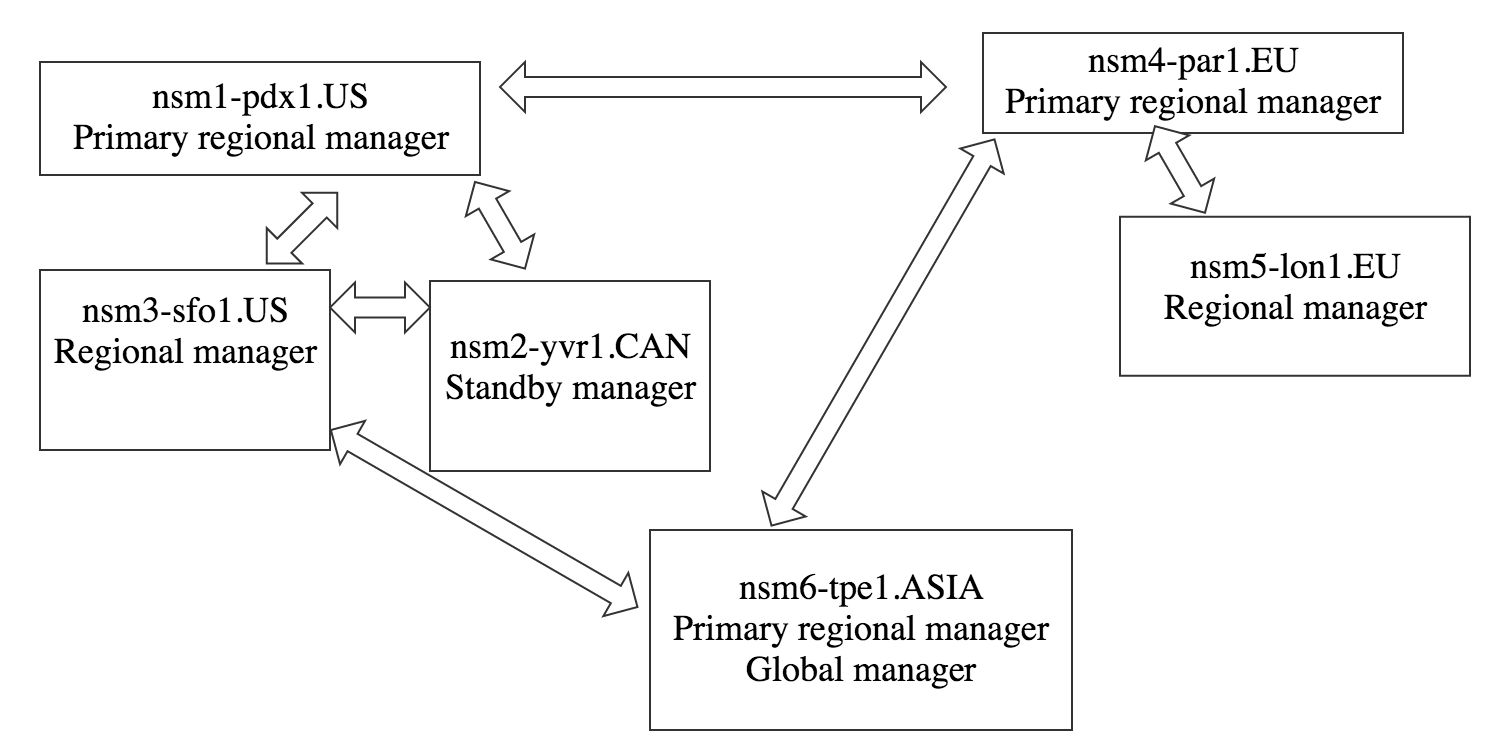 nsm1-pdx1.US
Primary regional manager
nsm4-par1.EU
Primary regional manager
nsm3-sfo1.US
Regional manager
nsm2-yvr1.CAN
Standby manager
nsm5-lon1.EU
Regional manager
nsm6-tpe1.ASIA
Primary regional manager
Global manager